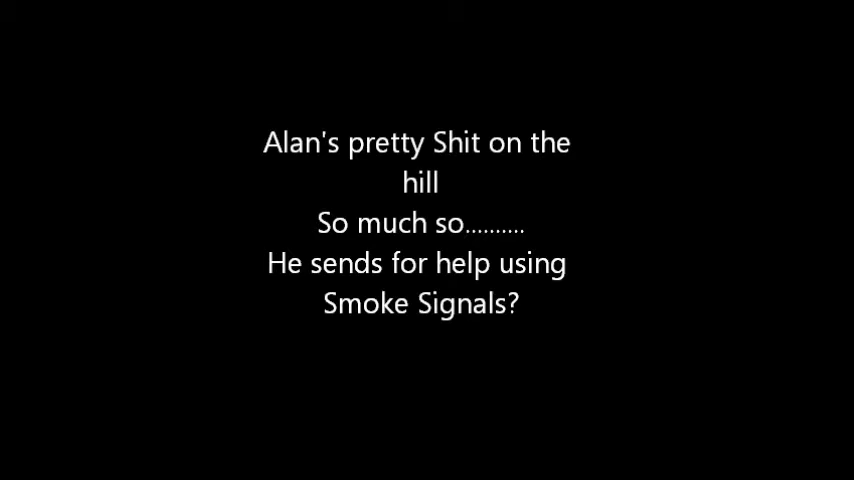 Alan's pretty Shit on the
hill
So much so..........
He sends for help using
Smoke Signals?